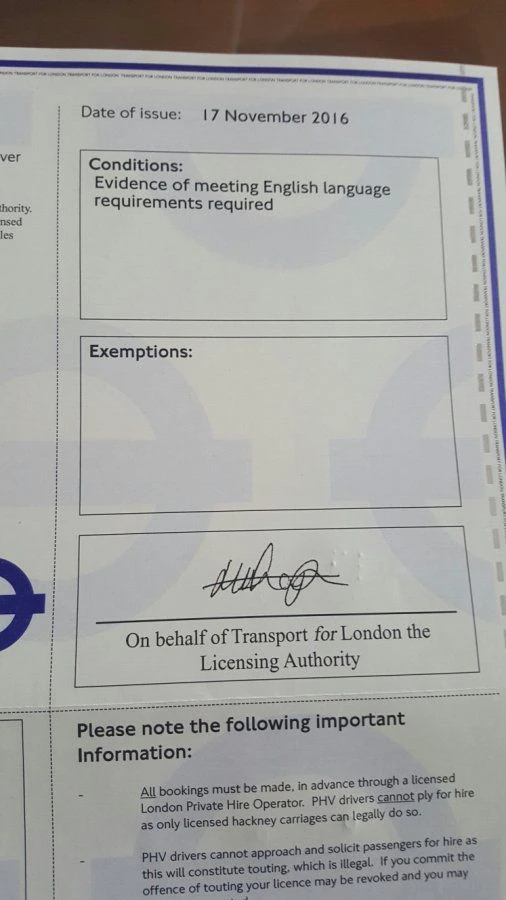 Date of issue: 17 November 2016
ver
Conditions:
Evidence of meeting English language
requirements required
thority.
nsed
les
Exemptions:
On behalf of Transport for London the
Licensing Authority
Please note the following important
Information:
- All bookings must be made, in advance through a licensed
London Private Hire Operator. PHV drivers cannot ply for hire
as only licensed hackney carriages can legally do so.
- PHV drivers cannot approach and solicit passengers for hire as
this will constitute touting, which is illegal. If you commit the
offence of touting your licence may be revoked and you may